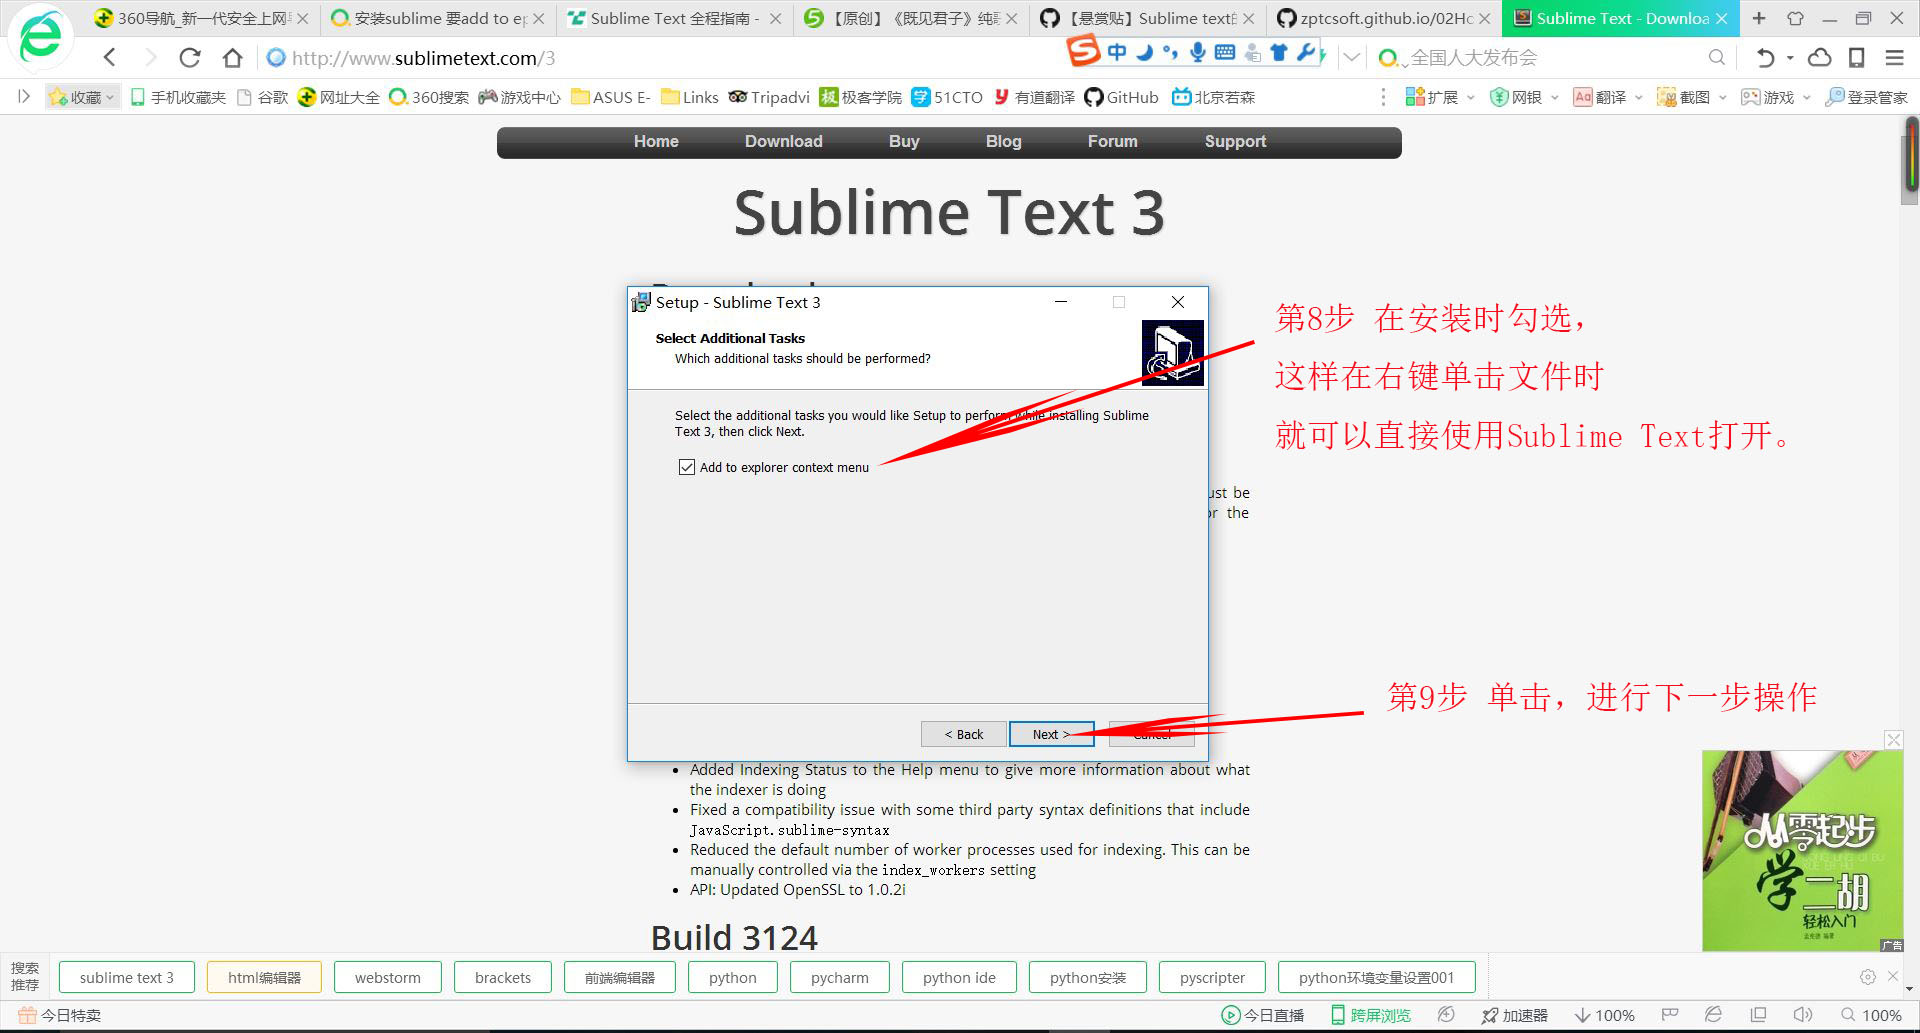 360导航_新一代安全上网导
安装sublime 要add to ep
Sublime Text 全程指南 -
【原创】《既见君子》纯歌
【悬赏贴】Sublime text的
zptcsoft.github.io/02Hc
Sublime Text - Downloa
http://www.sublimetext.com/3
中
全国人大发布会
收藏
手机收藏夹
谷歌
网址大全
360搜索
游戏中心
ASUS E-
Links
Tripadvi
极客学院
51CTO
有道翻译
GitHub
北京若森
扩展
网银
翻译
截图
游戏
登录管家
Home
Download
Buy
Blog
Forum
Support
Sublime Text 3
Setup - Sublime Text 3
Select Additional Tasks
Which additional tasks should be performed?
Select the additional tasks you would like Setup to perform while installing Sublime
Text 3, then click Next.
Add to explorer context menu
第8步 在安装时勾选，
这样在右键单击文件时
就可以直接使用Sublime Text打开。
ust be
or the
< Back
Next >
Cancel
第9步 单击，进行下一步操作
Added Indexing Status to the Help menu to give more information about what
the indexer is doing
Fixed a compatibility issue with some third party syntax definitions that include
JavaScript.sublime-syntax
Reduced the default number of worker processes used for indexing. This can be
manually controlled via the index_workers setting
API: Updated OpenSSL to 1.0.2i
Build 3124
从零起步
学二胡
轻松入门
广告
搜索
推荐
sublime text 3
html编辑器
webstorm
brackets
前端编辑器
python
pycharm
python ide
python安装
pyscripter
python环境变量设置001
今日特卖
今日直播
跨屏浏览
加速器
100%
100%